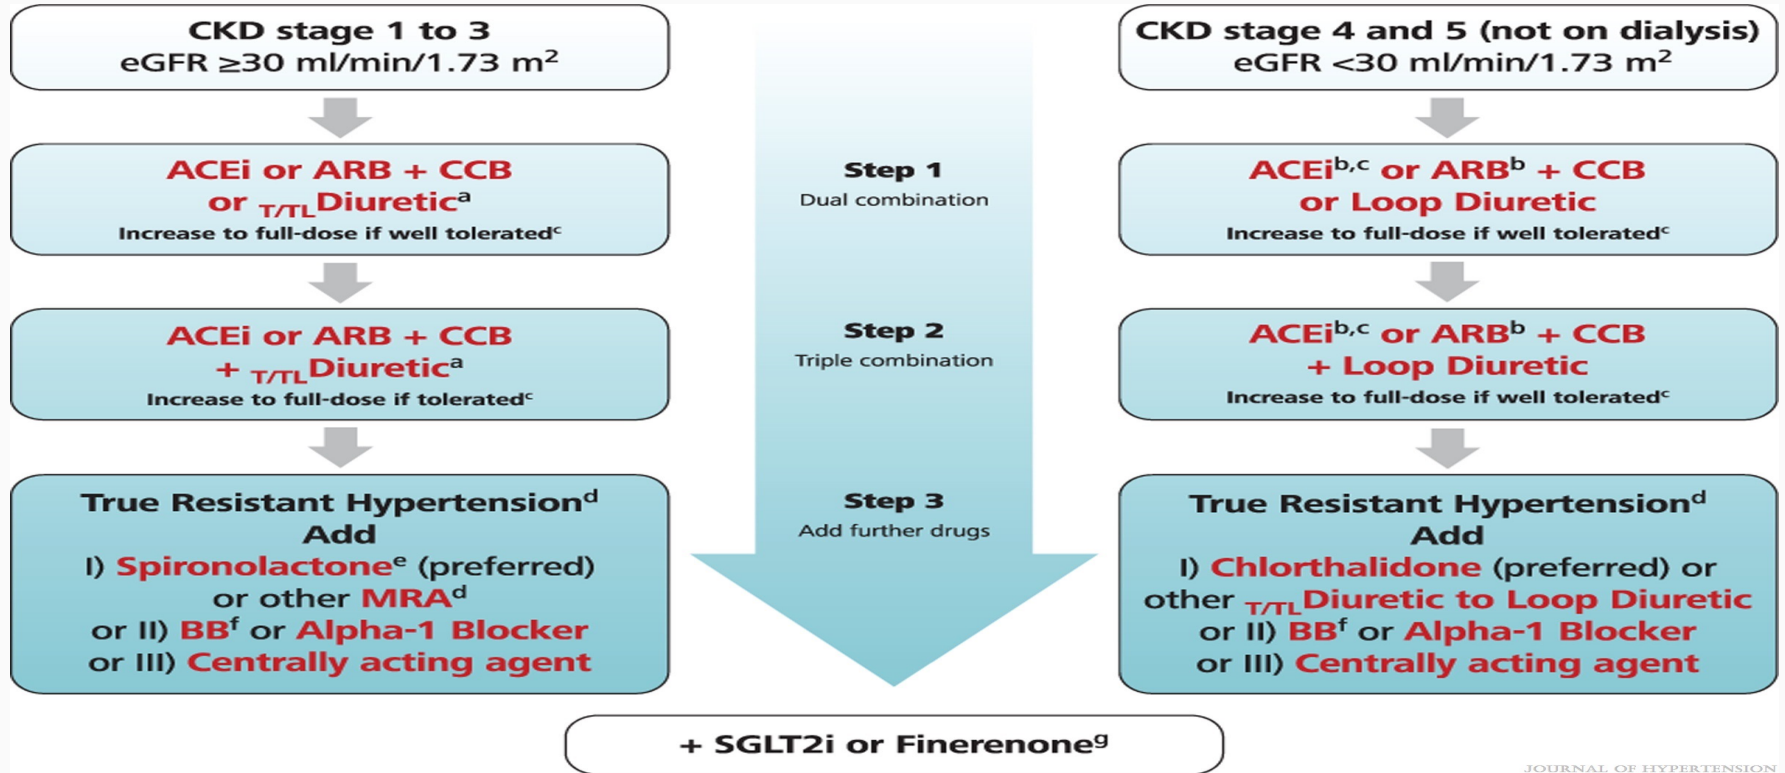 CKD stage 1 to 3
eGFR ≥30 ml/min/1.73 m²
ACEi or ARB + CCB
or T/TLDiureticᵃ
Increase to full-dose if well toleratedᶜ
ACEi or ARB + CCB
+ T/TLDiureticᵃ
Increase to full-dose if toleratedᶜ
True Resistant Hypertensionᵈ
Add
I) Spironolactoneᵉ (preferred)
or other MRAᵈ
or II) BBᶠ or Alpha-1 Blocker
or III) Centrally acting agent
Step 1
Dual combination
Step 2
Triple combination
Step 3
Add further drugs
CKD stage 4 and 5 (not on dialysis)
eGFR <30 ml/min/1.73 m²
ACEiᵇ,ᶜ or ARBᵇ + CCB
or Loop Diuretic
Increase to full-dose if well toleratedᶜ
ACEiᵇ,ᶜ or ARBᵇ + CCB
+ Loop Diuretic
Increase to full-dose if well toleratedᶜ
True Resistant Hypertensionᵈ
Add
I) Chlorthalidone (preferred) or
other T/TLDiuretic to Loop Diuretic
or II) BBᶠ or Alpha-1 Blocker
or III) Centrally acting agent
+ SGLT2i or Finerenoneᵍ
JOURNAL OF HYPERTENSION